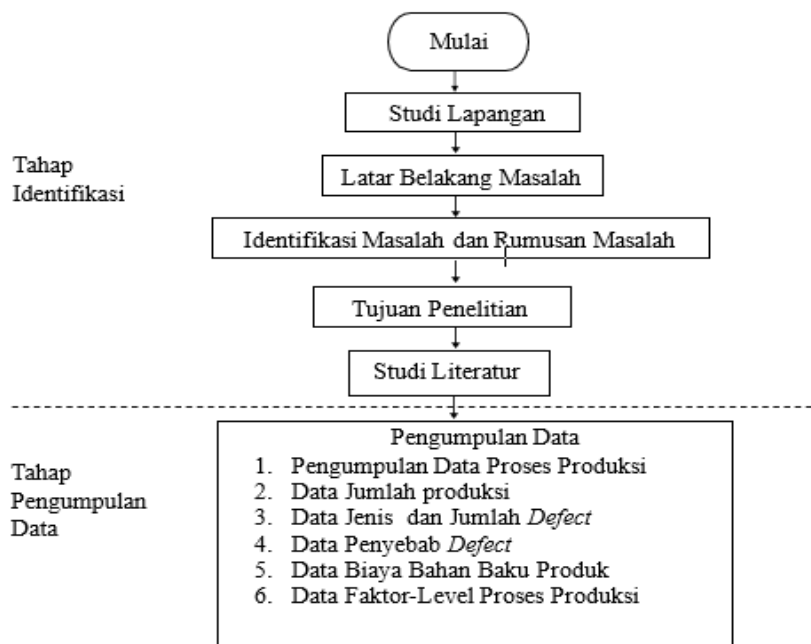 Mulai
Studi Lapangan
Tahap
Identifikasi
Latar Belakang Masalah
Identifikasi Masalah dan Rumusan Masalah
Tujuan Penelitian
Studi Literatur
Tahap
Pengumpulan
Data
Pengumpulan Data
1. Pengumpulan Data Proses Produksi
2. Data Jumlah produksi
3. Data Jenis dan Jumlah Defect
4. Data Penyebab Defect
5. Data Biaya Bahan Baku Produk
6. Data Faktor-Level Proses Produksi